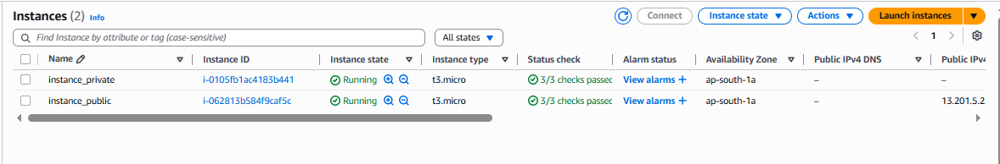 Instances (2) Info
Connect Instance state Actions Launch instances
Find Instance by attribute or tag (case-sensitive) All states 1
Name Instance ID Instance state Instance type Status check Alarm status Availability Zone Public IPv4 DNS Public IPv4
instance_private i-0105fb1ac4183b441 Running t3.micro 3/3 checks passec View alarms + ap-south-1a – –
instance_public i-062813b584f9caf5c Running t3.micro 3/3 checks passec View alarms + ap-south-1a – 13.201.5.2